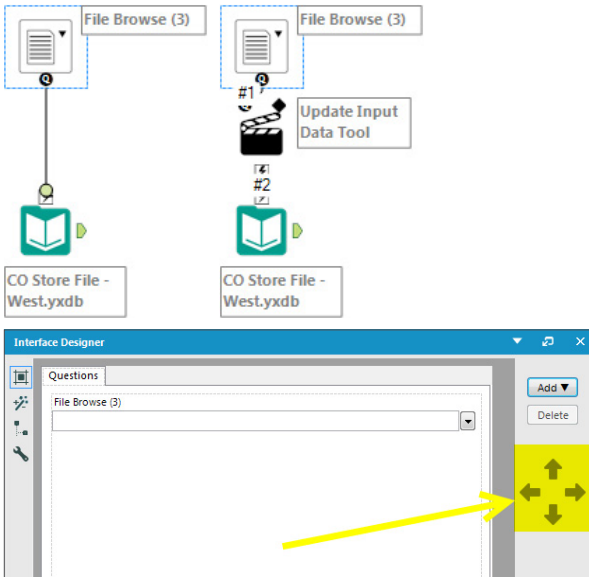 File Browse (3)
File Browse (3)
#1
Update Input
Data Tool
#2
CO Store File -
West.yxdb
CO Store File -
West.yxdb
Interface Designer
Questions
Add ▼
File Browse (3)
Delete